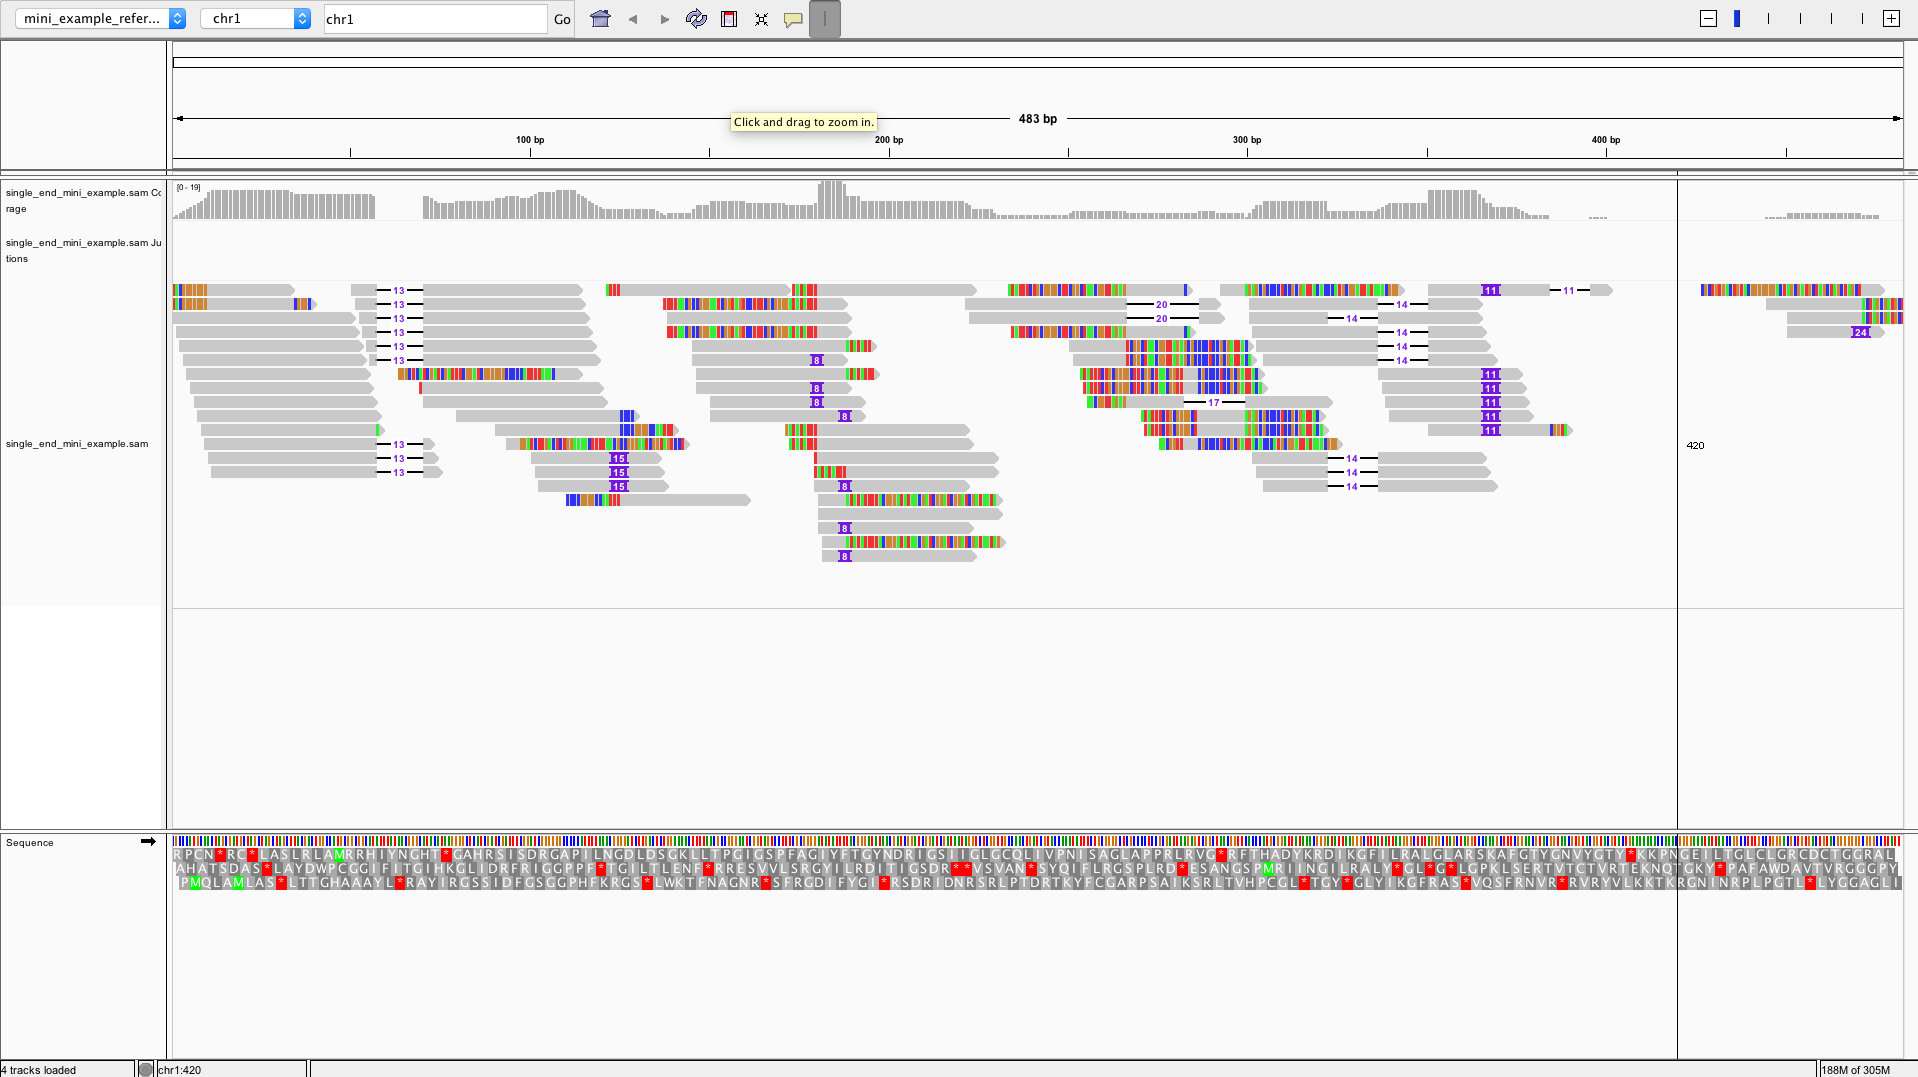 mini_example_refer... chr1 chr1 Go
Click and drag to zoom in.
483 bp
100 bp 200 bp 300 bp 400 bp
[0 - 19]
single_end_mini_example.sam Co
rage
single_end_mini_example.sam Ju
tions
13 11 11
13 20 14
13 20 14
13 14 24
13 14
13 8 14
11
8 11
8 17 11
8 11
11
single_end_mini_example.sam 13 420
13 15 14
15 14
13 15 8 14
8
8
Sequence
4 tracks loaded chr1:420 188M of 305M